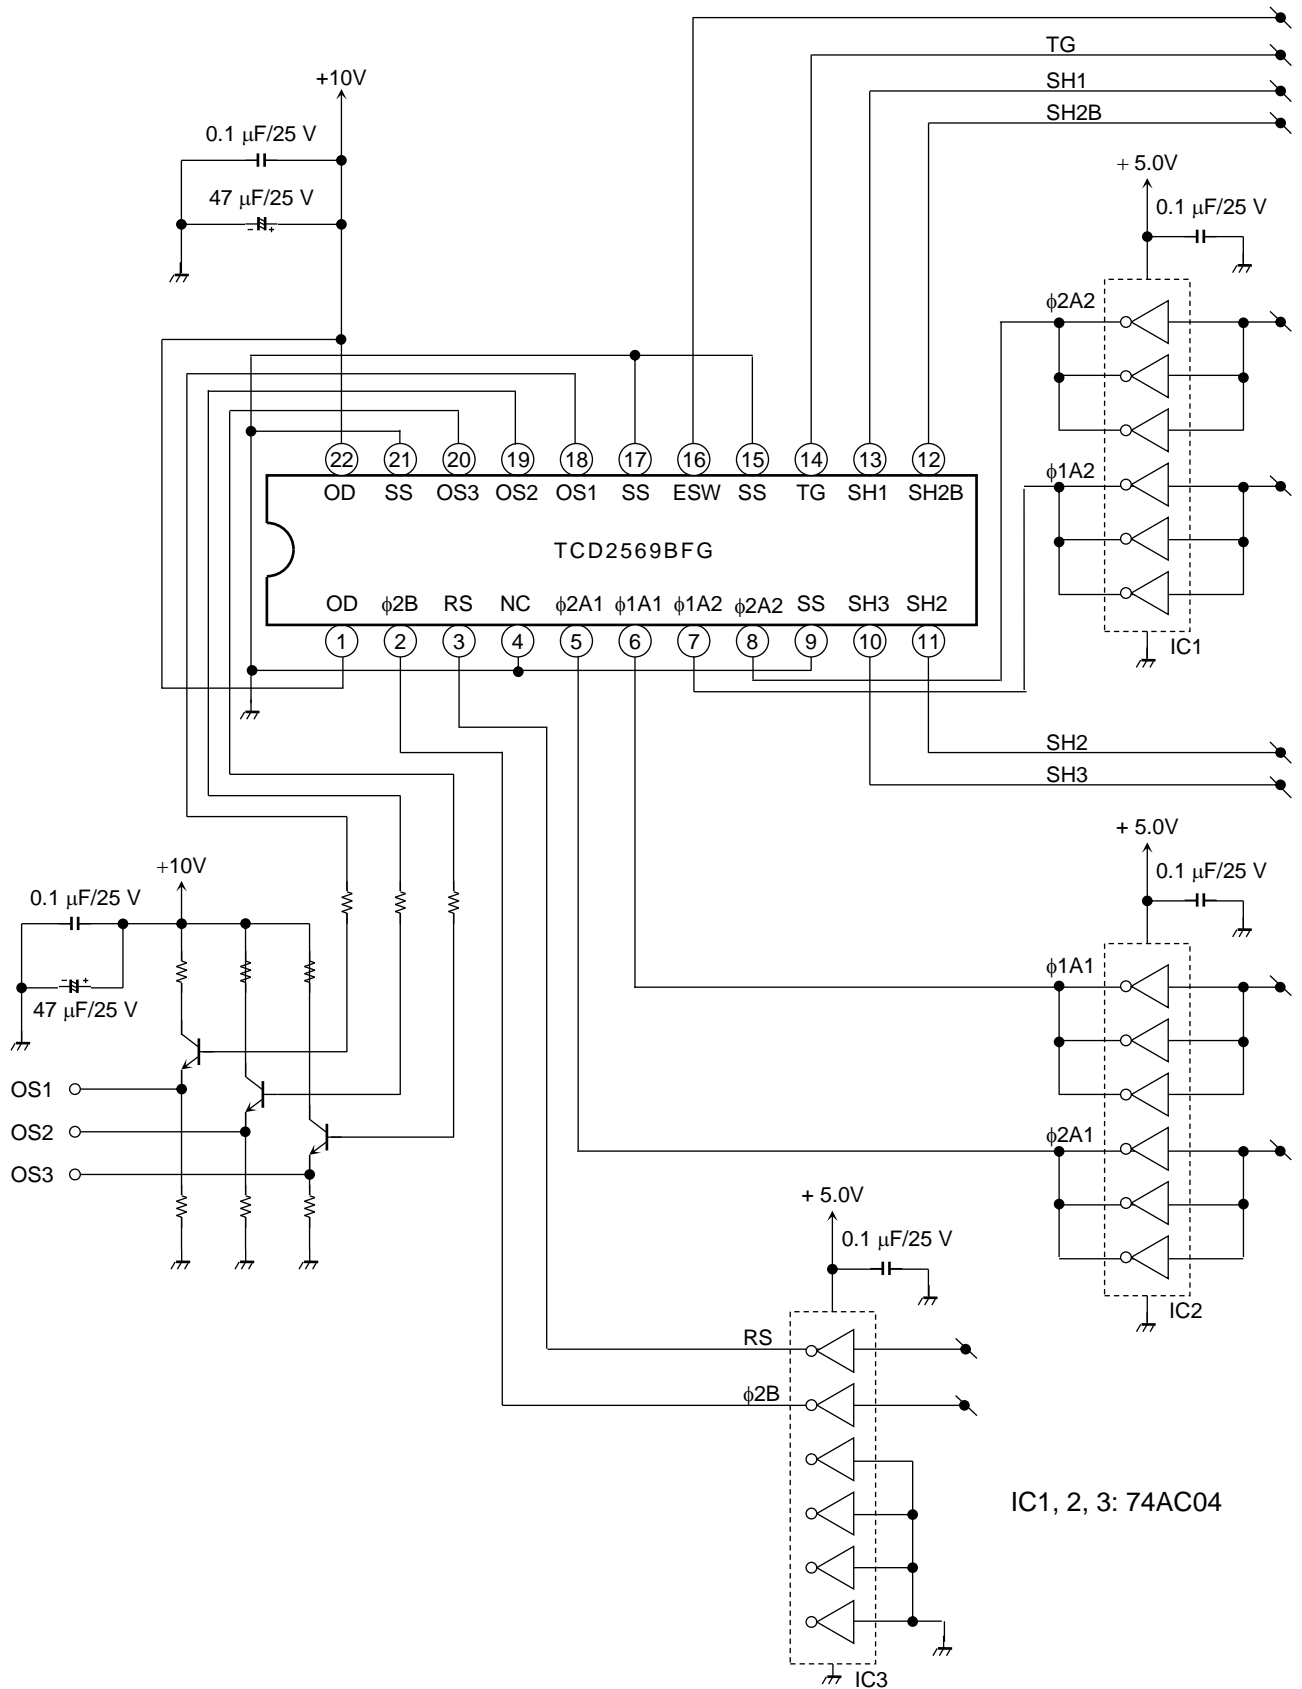 TG
+10V
SH1
0.1 μF/25 V
SH2B
+ 5.0V
47 μF/25 V
0.1 μF/25 V
ϕ2A2
22 21 20 19 18 17 16 15 14 13 12
ϕ1A2
OD SS OS3 OS2 OS1 SS ESW SS TG SH1 SH2B
TCD2569BFG
OD ϕ2B RS NC ϕ2A1 ϕ1A1 ϕ1A2 ϕ2A2 SS SH3 SH2
1 2 3 4 5 6 7 8 9 10 11
IC1
SH2
SH3
+ 5.0V
+10V
0.1 μF/25 V
0.1 μF/25 V
ϕ1A1
- +
47 μF/25 V
OS1
OS2
ϕ2A1
OS3
+ 5.0V
0.1 μF/25 V
IC2
RS
ϕ2B
IC1, 2, 3: 74AC04
IC3
- +